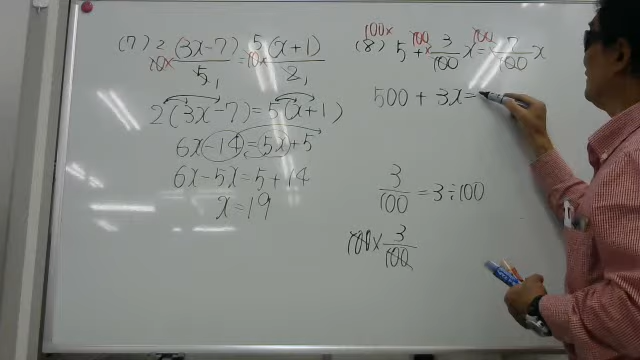 (7) 10× (3x-7)/5 = 10× 5(x+1)/2
2(3x-7)=5(x+1)
6x-14=5x+5
6x-5x=5+14
x=19
(8) 100× 5 + 100× 3/100 x = 100× 7/100 x
500 + 3x=
3/100 = 3÷100
100× 3/100